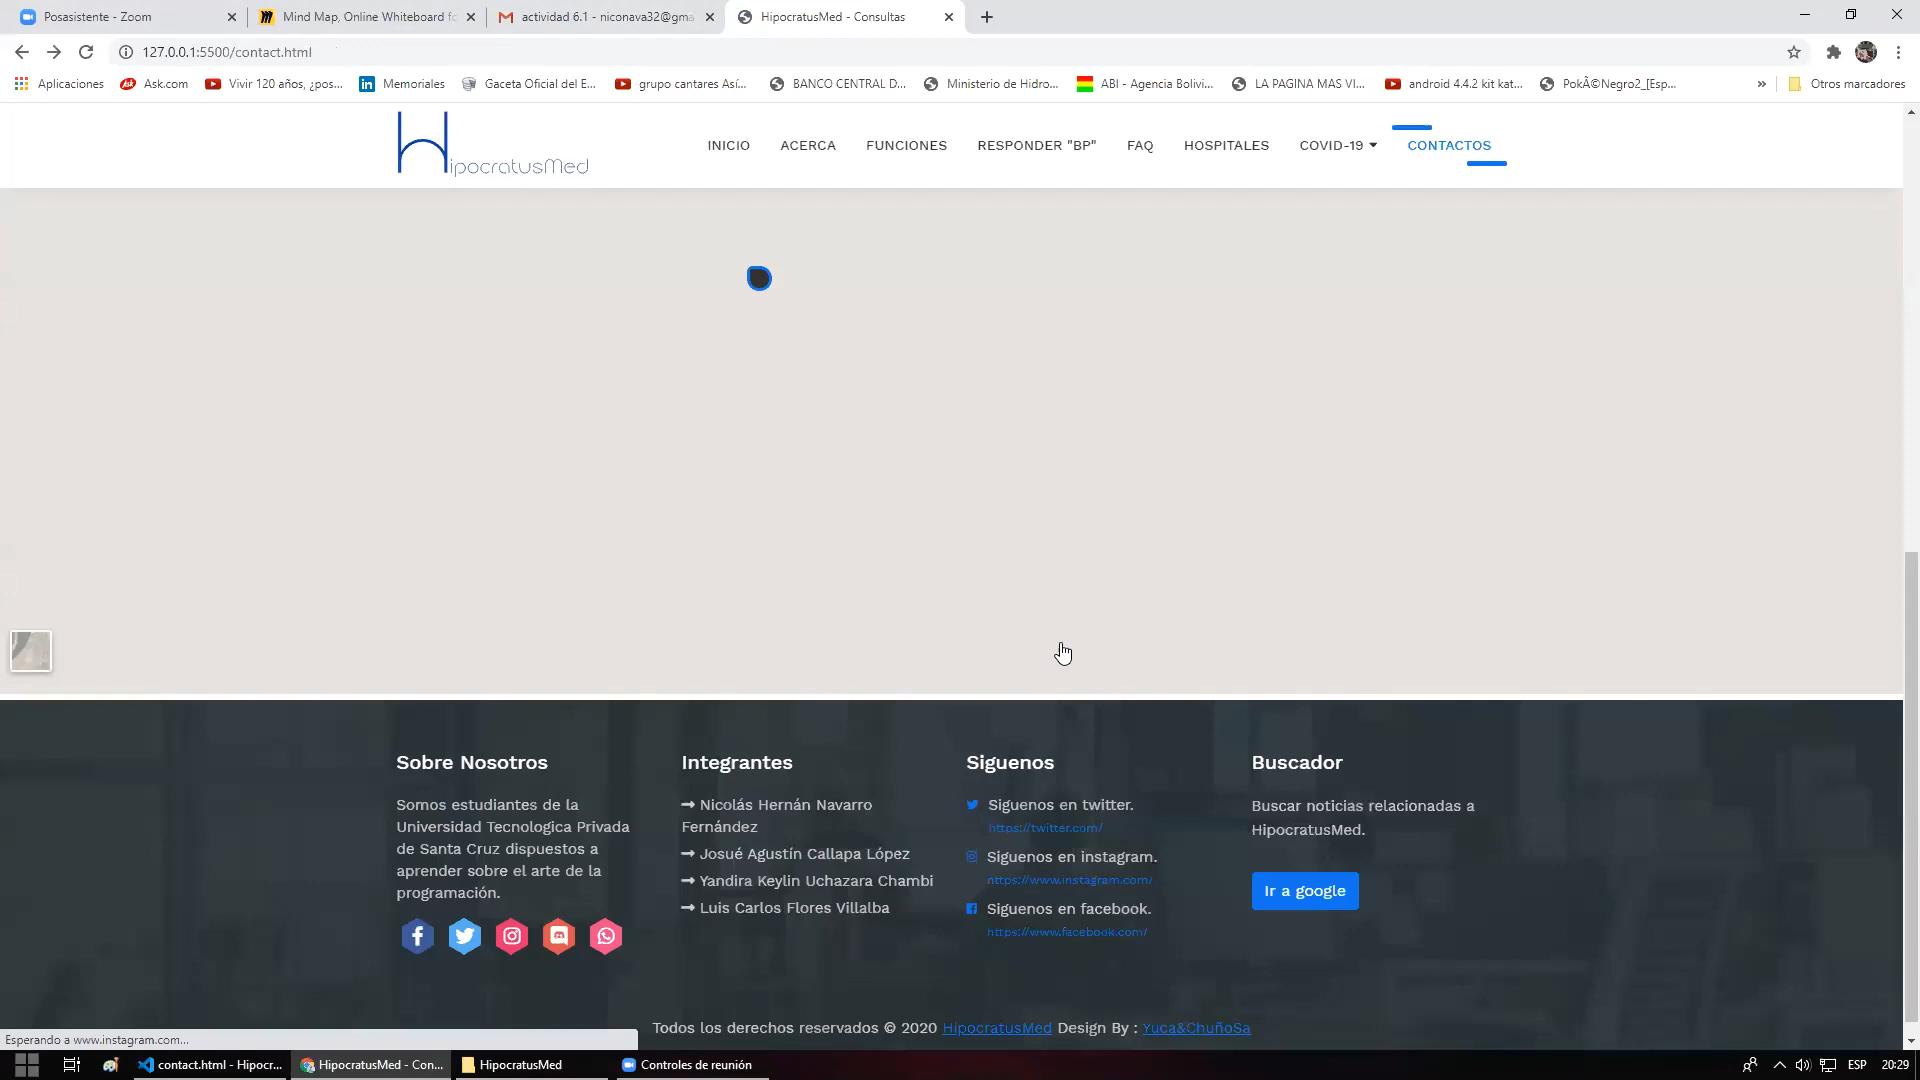 Posasistente - Zoom
Mind Map, Online Whiteboard fo
actividad 6.1 - niconava32@gma
HipocratusMed - Consultas
127.0.0.1:5500/contact.html
Aplicaciones
Ask.com
Vivir 120 años, ¿pos...
Memoriales
Gaceta Oficial del E...
grupo cantares Así...
BANCO CENTRAL D...
Ministerio de Hidro...
ABI - Agencia Bolivi...
LA PAGINA MAS VI...
android 4.4.2 kit kat...
PokÃ©Negro2_[Esp...
»
Otros marcadores
HipocratusMed
INICIO
ACERCA
FUNCIONES
RESPONDER "BP"
FAQ
HOSPITALES
COVID-19
CONTACTOS
Sobre Nosotros
Somos estudiantes de la
Universidad Tecnologica Privada
de Santa Cruz dispuestos a
aprender sobre el arte de la
programación.
Integrantes
Nicolás Hernán Navarro
Fernández
Josué Agustín Callapa López
Yandira Keylin Uchazara Chambi
Luis Carlos Flores Villalba
Siguenos
Siguenos en twitter.
https://twitter.com/
Siguenos en instagram.
https://www.instagram.com/
Siguenos en facebook.
https://www.facebook.com/
Buscador
Buscar noticias relacionadas a
HipocratusMed.
Ir a google
Todos los derechos reservados © 2020 HipocratusMed Design By : Yuca&ChuñoSa
Esperando a www.instagram.com...
contact.html - Hipocr...
HipocratusMed - Con...
HipocratusMed
Controles de reunión
ESP
20:29